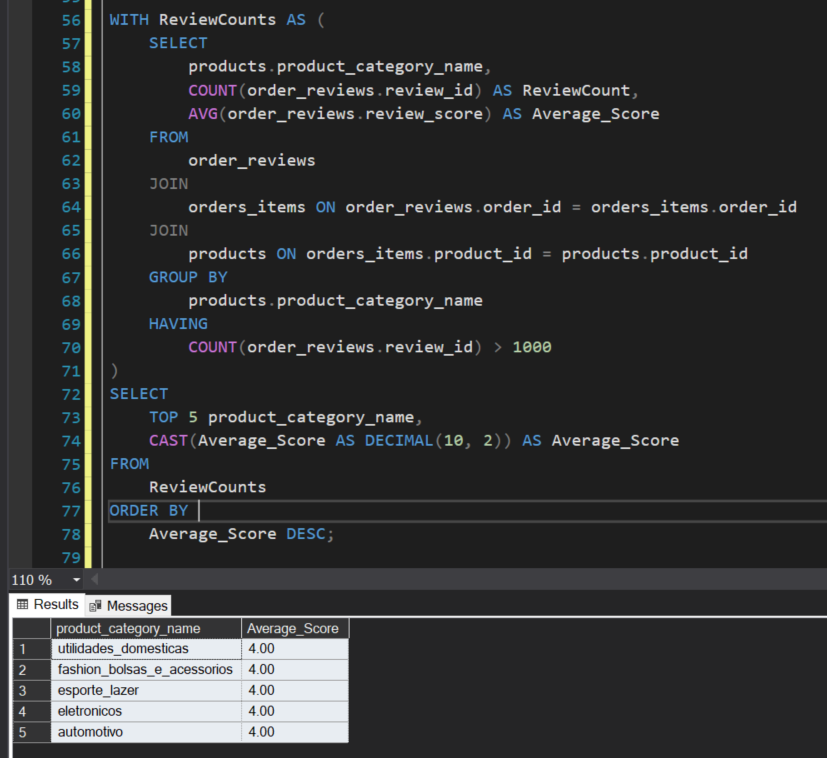 56 WITH ReviewCounts AS (
57 SELECT
58 products.product_category_name,
59 COUNT(order_reviews.review_id) AS ReviewCount,
60 AVG(order_reviews.review_score) AS Average_Score
61 FROM
62 order_reviews
63 JOIN
64 orders_items ON order_reviews.order_id = orders_items.order_id
65 JOIN
66 products ON orders_items.product_id = products.product_id
67 GROUP BY
68 products.product_category_name
69 HAVING
70 COUNT(order_reviews.review_id) > 1000
71 )
72 SELECT
73 TOP 5 product_category_name,
74 CAST(Average_Score AS DECIMAL(10, 2)) AS Average_Score
75 FROM
76 ReviewCounts
77 ORDER BY
78 Average_Score DESC;
79
110 %
Results Messages
product_category_name Average_Score
1 utilidades_domesticas 4.00
2 fashion_bolsas_e_acessorios 4.00
3 esporte_lazer 4.00
4 eletronicos 4.00
5 automotivo 4.00